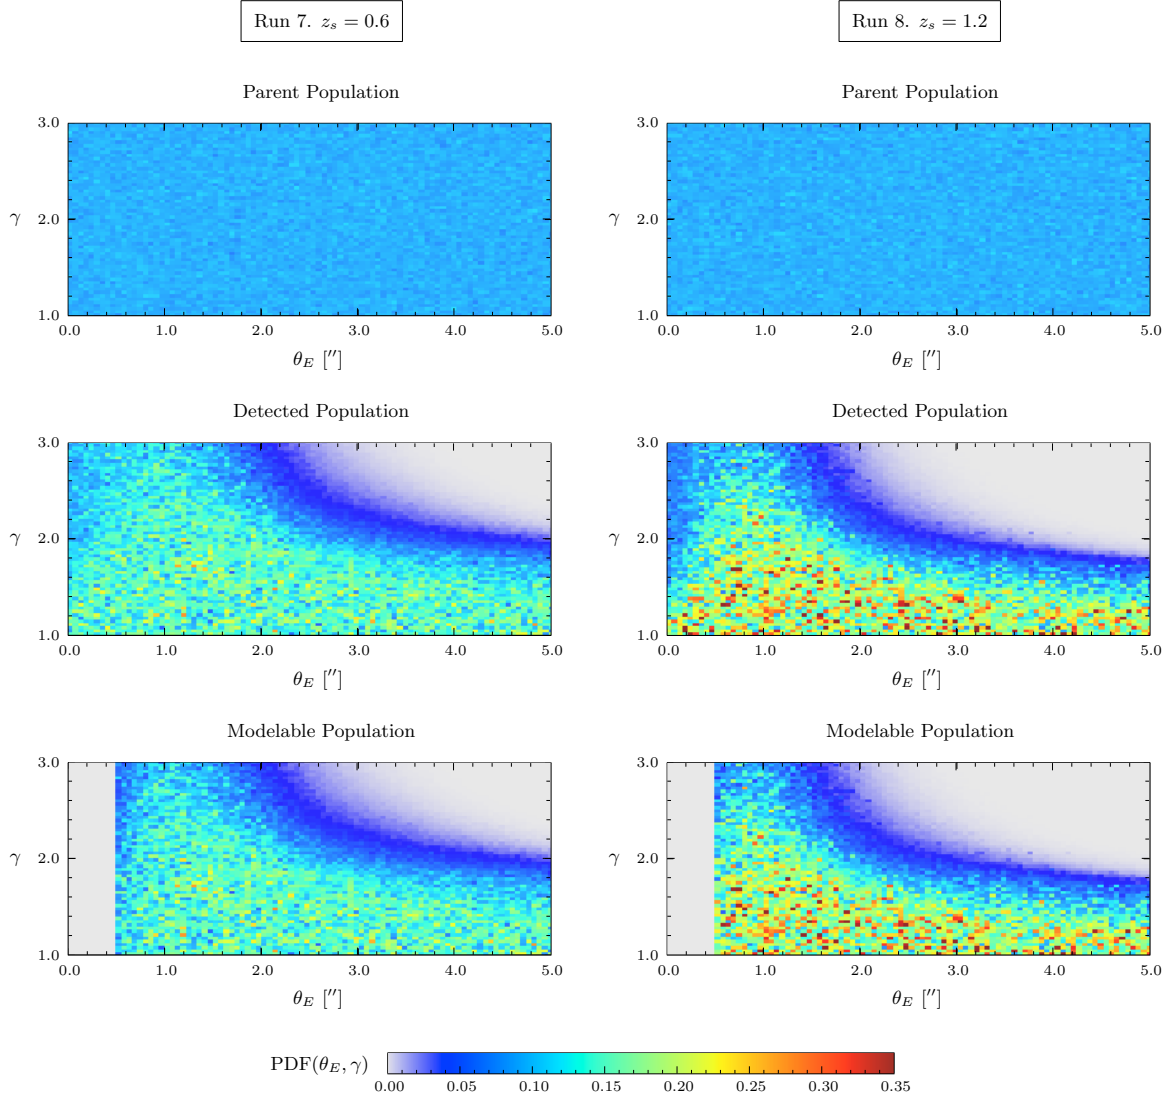 Run 7. z_s = 0.6
Run 8. z_s = 1.2
Parent Population
Parent Population
3.0
2.0
1.0
γ
0.0 1.0 2.0 3.0 4.0 5.0
θ_E [″]
3.0
2.0
1.0
γ
0.0 1.0 2.0 3.0 4.0 5.0
θ_E [″]
Detected Population
Detected Population
3.0
2.0
1.0
γ
0.0 1.0 2.0 3.0 4.0 5.0
θ_E [″]
3.0
2.0
1.0
γ
0.0 1.0 2.0 3.0 4.0 5.0
θ_E [″]
Modelable Population
Modelable Population
3.0
2.0
1.0
γ
0.0 1.0 2.0 3.0 4.0 5.0
θ_E [″]
3.0
2.0
1.0
γ
0.0 1.0 2.0 3.0 4.0 5.0
θ_E [″]
PDF(θ_E, γ)
0.00 0.05 0.10 0.15 0.20 0.25 0.30 0.35